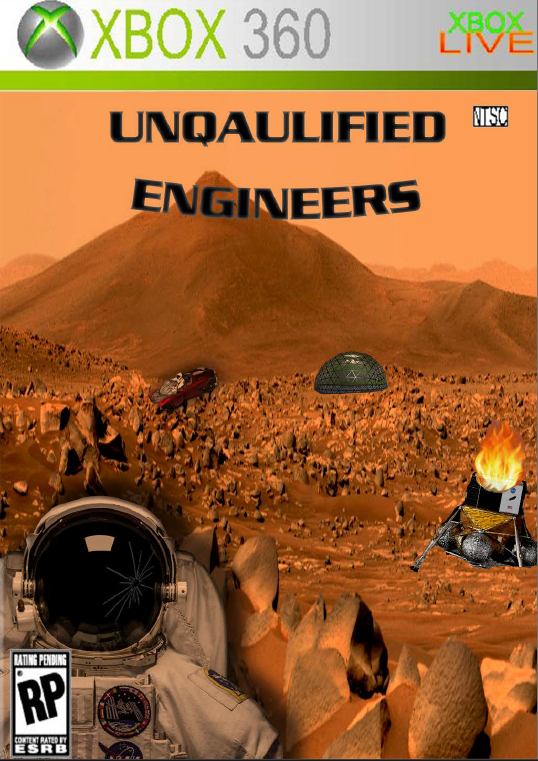 XBOX 360
XBOX
LIVE
NTSC
UNQAULIFIED
ENGINEERS
RATING PENDING
RP
CONTENT RATED BY
ESRB